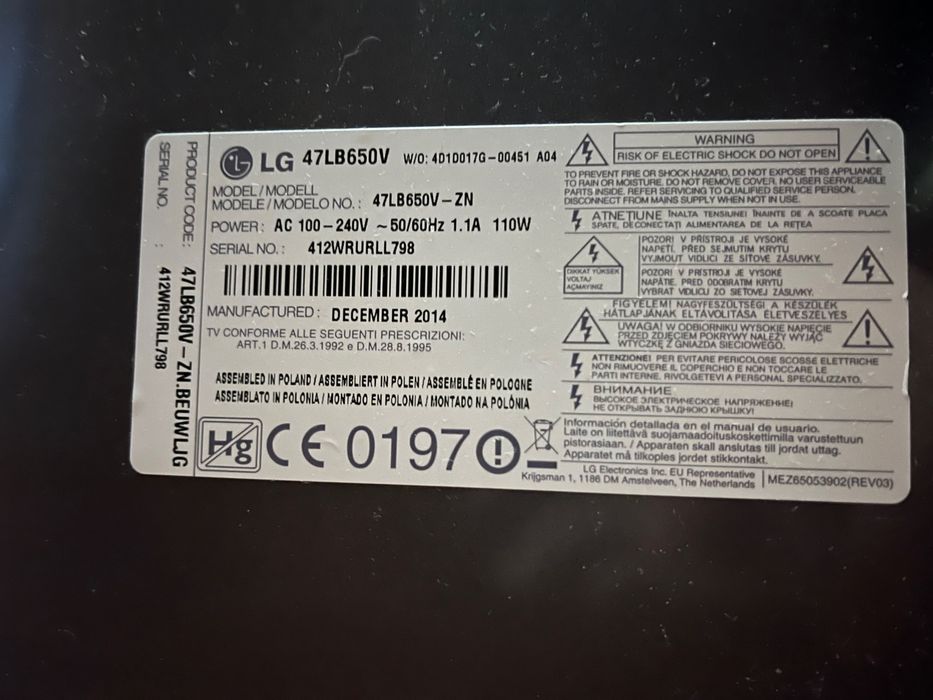 PRODUCT CODE: 47LB650V-ZN.BEUWLJG
SERIAL NO. : 412WRURLL798
LG 47LB650V W/O: 4D1D017G-00451 A04
MODEL / MODELL
MODELE / MODELO NO. : 47LB650V-ZN
POWER: AC 100-240V ~50/60Hz 1.1A 110W
SERIAL NO.: 412WRURLL798
MANUFACTURED : DECEMBER 2014
TV CONFORME ALLE SEGUENTI PRESCRIZIONI:
ART.1 D.M.26.3.1992 e D.M.28.8.1995
ASSEMBLED IN POLAND / ASSEMBLIERT IN POLEN / ASSEMBLÉ EN POLOGNE
ASSEMBLATO IN POLONIA / MONTADO EN POLONIA / MONTADO NA POLÓNIA
Hg CE 0197
WARNING
RISK OF ELECTRIC SHOCK DO NOT OPEN
TO PREVENT FIRE OR SHOCK HAZARD, DO NOT EXPOSE THIS APPLIANCE
TO RAIN OR MOISTURE. DO NOT REMOVE COVER. NO USER SERVICEABLE
PARTS INSIDE. REFER SERVICING TO QUALIFIED SERVICE PERSON.
DISCONNECT FROM MAINS SUPPLY WHEN NOT IN USE.
ATNEŢIUNE ÎNALTA TENSIUNE! ÎNAINTE DE A SCOATE PLACA
SPATE, DECONECTAŢI ALIMENTAREA DE LA REŢEA
DIKKAT YÜKSEK
VOLTAJ
AÇMAYINIZ
POZOR! V PŘÍSTROJI JE VYSOKÉ
NAPĚTÍ. PŘED SEJMUTÍM KRYTU
VYJMOUT VIDLICI ZE SÍŤOVÉ ZÁSUVKY.
POZOR! V PRÍSTROJI JE VYSOKÉ
NAPÄTIE. PRED ODOBRATÍM KRYTU
VYBRAŤ VIDLICU ZO SIEŤOVEJ ZÁSUVKY.
FIGYELEM! NAGYFESZÜLTSÉG! A KÉSZÜLÉK
HÁTLAPJÁNAK ELTÁVOLÍTÁSA ÉLETVESZÉLYES
UWAGA! W ODBIORNIKU WYSOKIE NAPIĘCIE
PRZED ZDJĘCIEM POKRYWY NALEŻY WYJĄĆ
WTYCZKĘ Z GNIAZDA SIECIOWEGO.
ATTENZIONE! PER EVITARE PERICOLOSE SCOSSE ELETTRICHE
NON RIMUOVERE IL COPERCHIO E NON TOCCARE LE
PARTI INTERNE. RIVOLGETEVI A PERSONAL SPECIALIZZATO.
ВНИМАНИЕ
ВЫСОКОЕ ЭЛЕКТРИЧЕСКОЕ НАПРЯЖЕНИЕ!
НЕ ОТКРЫВАТЬ ЗАДНЮЮ КРЫШКУ!
Información detallada en el manual de usuario.
Laite on liitettävä suojamaadoituskoskettimilla varustettuun
pistorasiaan. / Apparaten skall anslutas till jordat uttag.
Apparatet må tilkoples jordet stikkontakt.
LG Electronics Inc. EU Representative
Krijgsman 1, 1186 DM Amstelveen, The Netherlands
MEZ65053902(REV03)